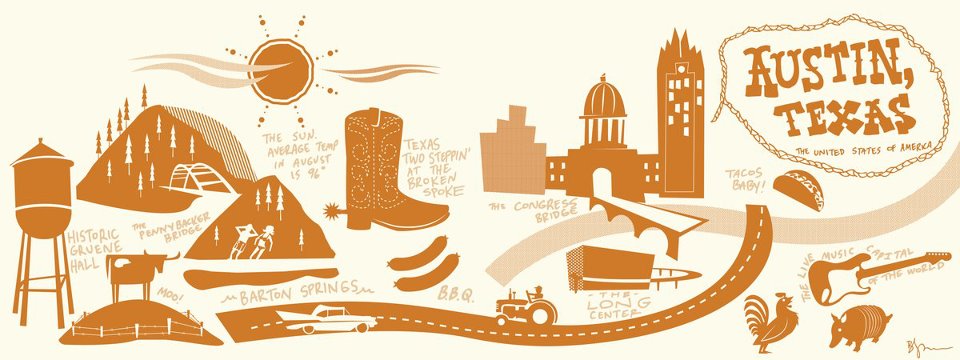 AUSTIN,
TEXAS
THE UNITED STATES OF AMERICA
THE SUN.
AVERAGE TEMP
IN AUGUST
IS 96°
TEXAS
TWO STEPPIN'
AT THE
BROKEN
SPOKE
TACOS
BABY!
THE CONGRESS
BRIDGE
THE
PENNYBACKER
BRIDGE
HISTORIC
GRUENE
HALL
MOO!
BARTON SPRINGS
B.B.Q.
THE
LONG
CENTER
THE LIVE MUSIC CAPITAL
OF THE WORLD